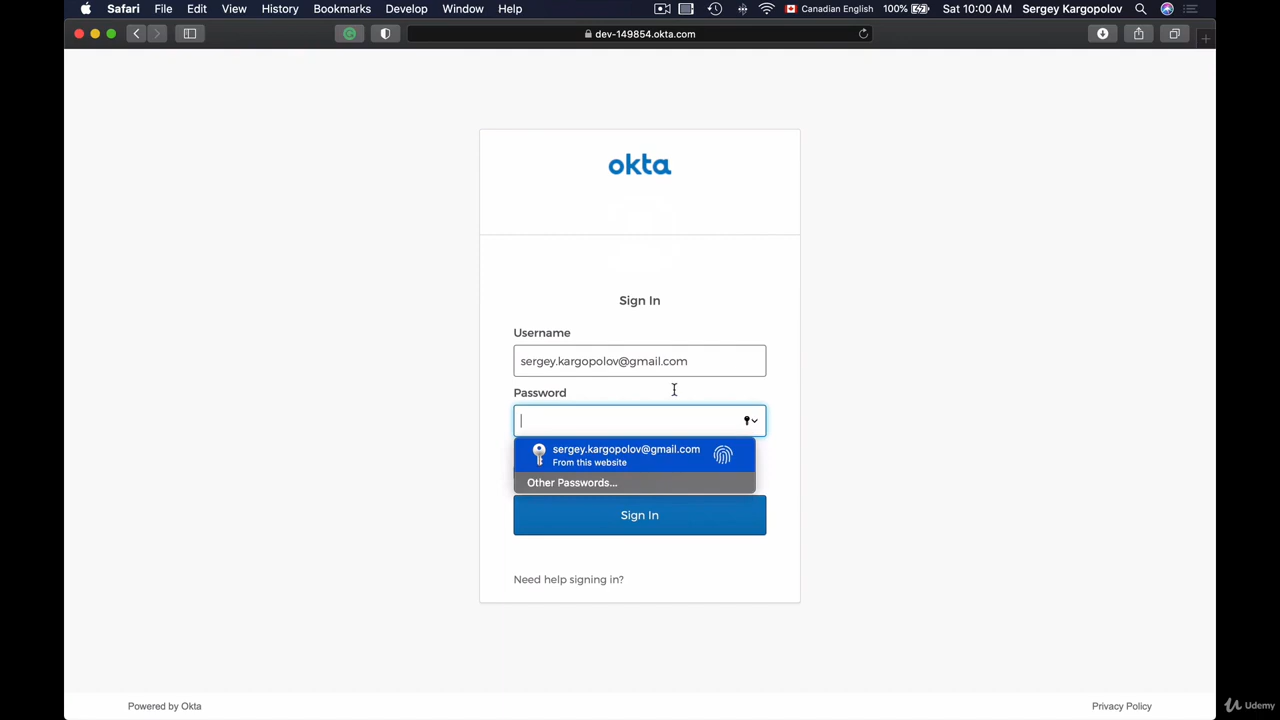 Safari File Edit View History Bookmarks Develop Window Help Canadian English 100% Sat 10:00 AM Sergey Kargopolov
dev-149854.okta.com
okta
Sign In
Username
sergey.kargopolov@gmail.com
Password
sergey.kargopolov@gmail.com
From this website
Other Passwords...
Sign In
Need help signing in?
Powered by Okta
Privacy Policy
Udemy